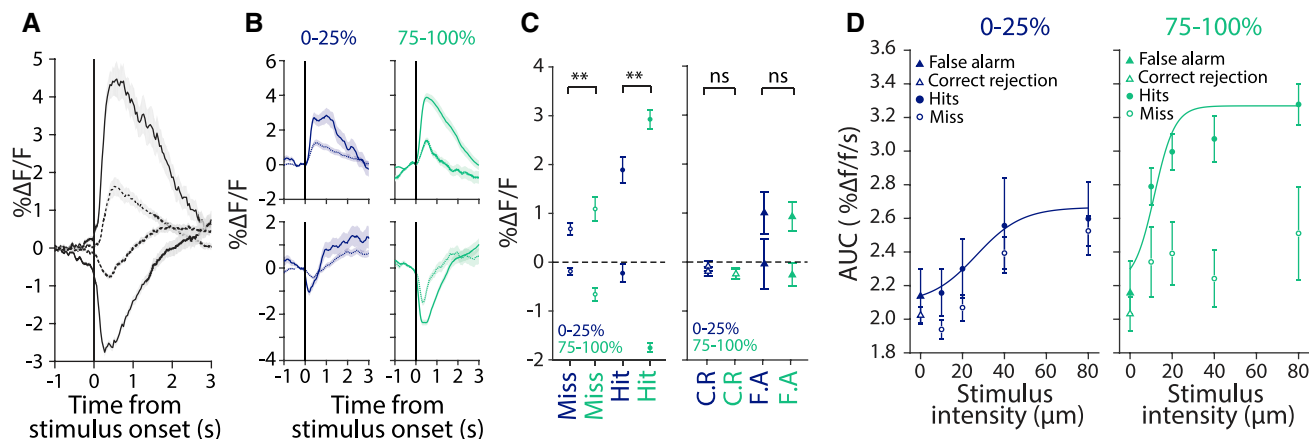 A
%ΔF/F
5
4
3
2
1
0
-1
-2
-3
-1 0 1 2 3
Time from
stimulus onset (s)
B
0-25%
75-100%
%ΔF/F
6
4
2
0
2
4
2
0
-2
-4
-1 0 1 2 3
-1 0 1 2 3
Time from
stimulus onset (s)
C
%ΔF/F
4
3
2
1
0
-1
-2
** **
ns ns
0-25%
75-100%
0-25%
75-100%
Miss
Miss
Hit
Hit
C.R
C.R
F.A
F.A
D
0-25%
75-100%
AUC ( %Δf/f/s)
3.6
3.4
3.2
3.0
2.8
2.6
2.4
2.2
2.0
1.8
False alarm
Correct rejection
Hits
Miss
False alarm
Correct rejection
Hits
Miss
0 20 40 60 80
0 20 40 60 80
Stimulus
intensity (μm)
Stimulus
intensity (μm)